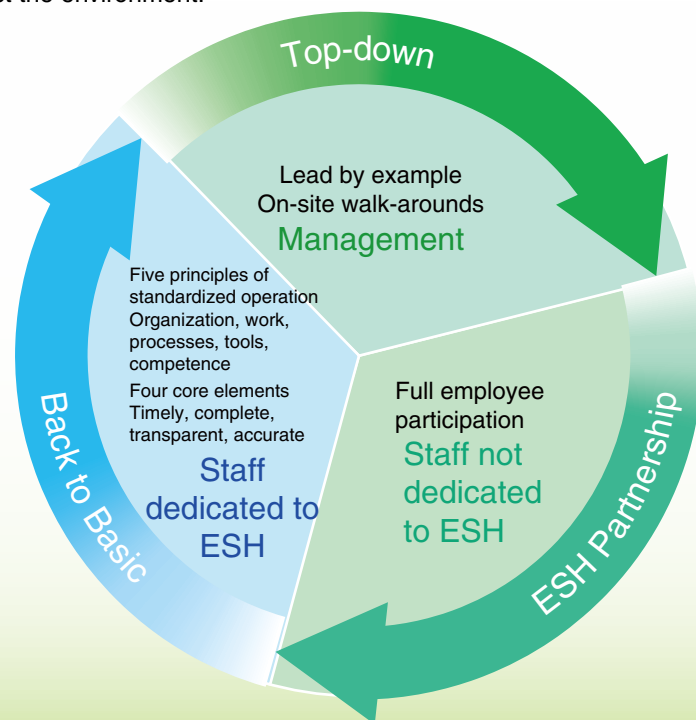 the environment.
Top-down
Lead by example
On-site walk-arounds
Management
Five principles of
standardized operation
Organization, work,
processes, tools,
competence
Four core elements
Timely, complete,
transparent, accurate
Staff
dedicated to
ESH
Back to Basic
Full employee
participation
Staff not
dedicated
to ESH
ESH Partnership